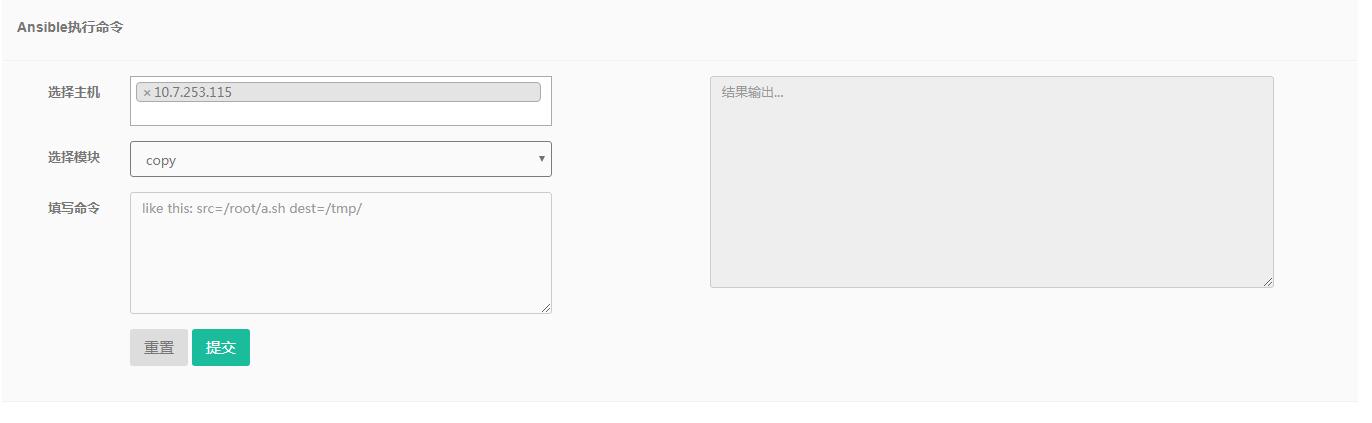 Ansible执行命令
选择主机
× 10.7.253.115
选择模块
copy
填写命令
like this: src=/root/a.sh dest=/tmp/
重置
提交
结果输出...